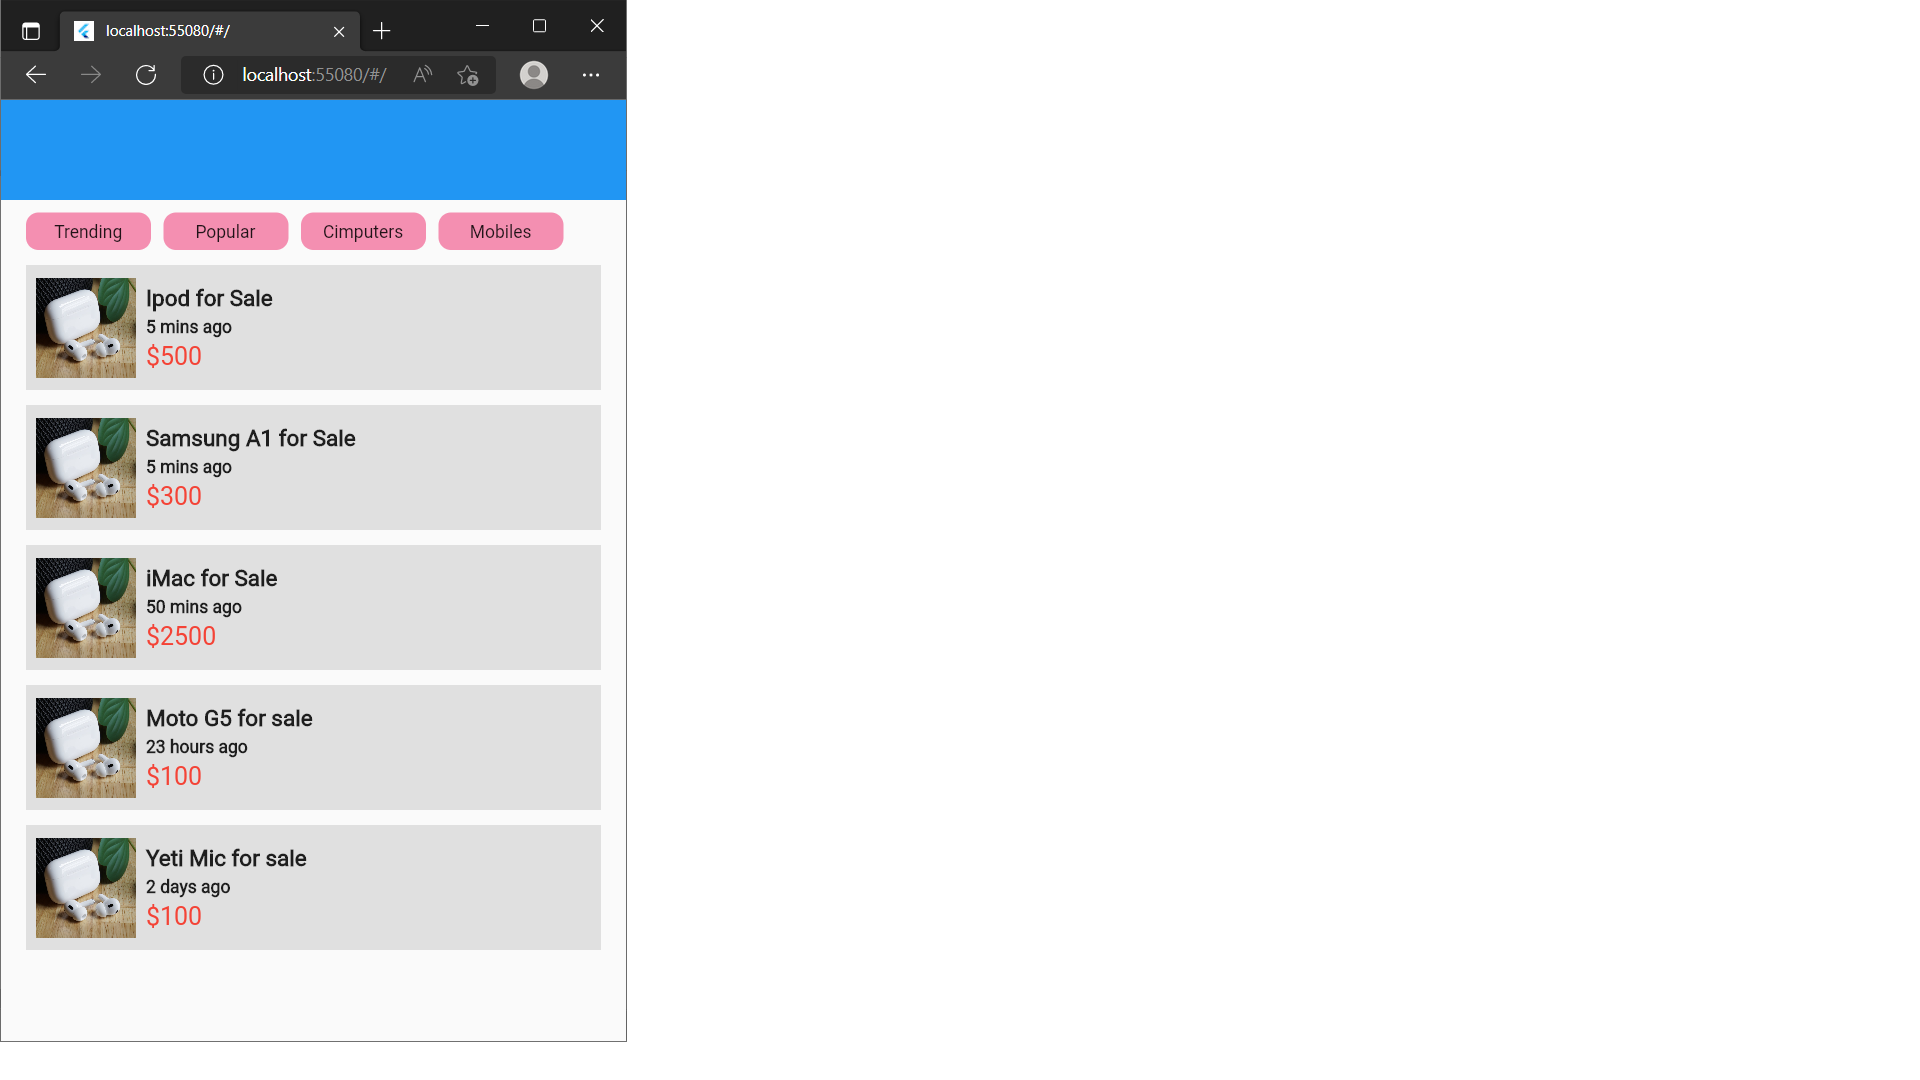 localhost:55080/#/
localhost:55080/#/
Trending Popular Cimputers Mobiles
Ipod for Sale
5 mins ago
$500
Samsung A1 for Sale
5 mins ago
$300
iMac for Sale
50 mins ago
$2500
Moto G5 for sale
23 hours ago
$100
Yeti Mic for sale
2 days ago
$100